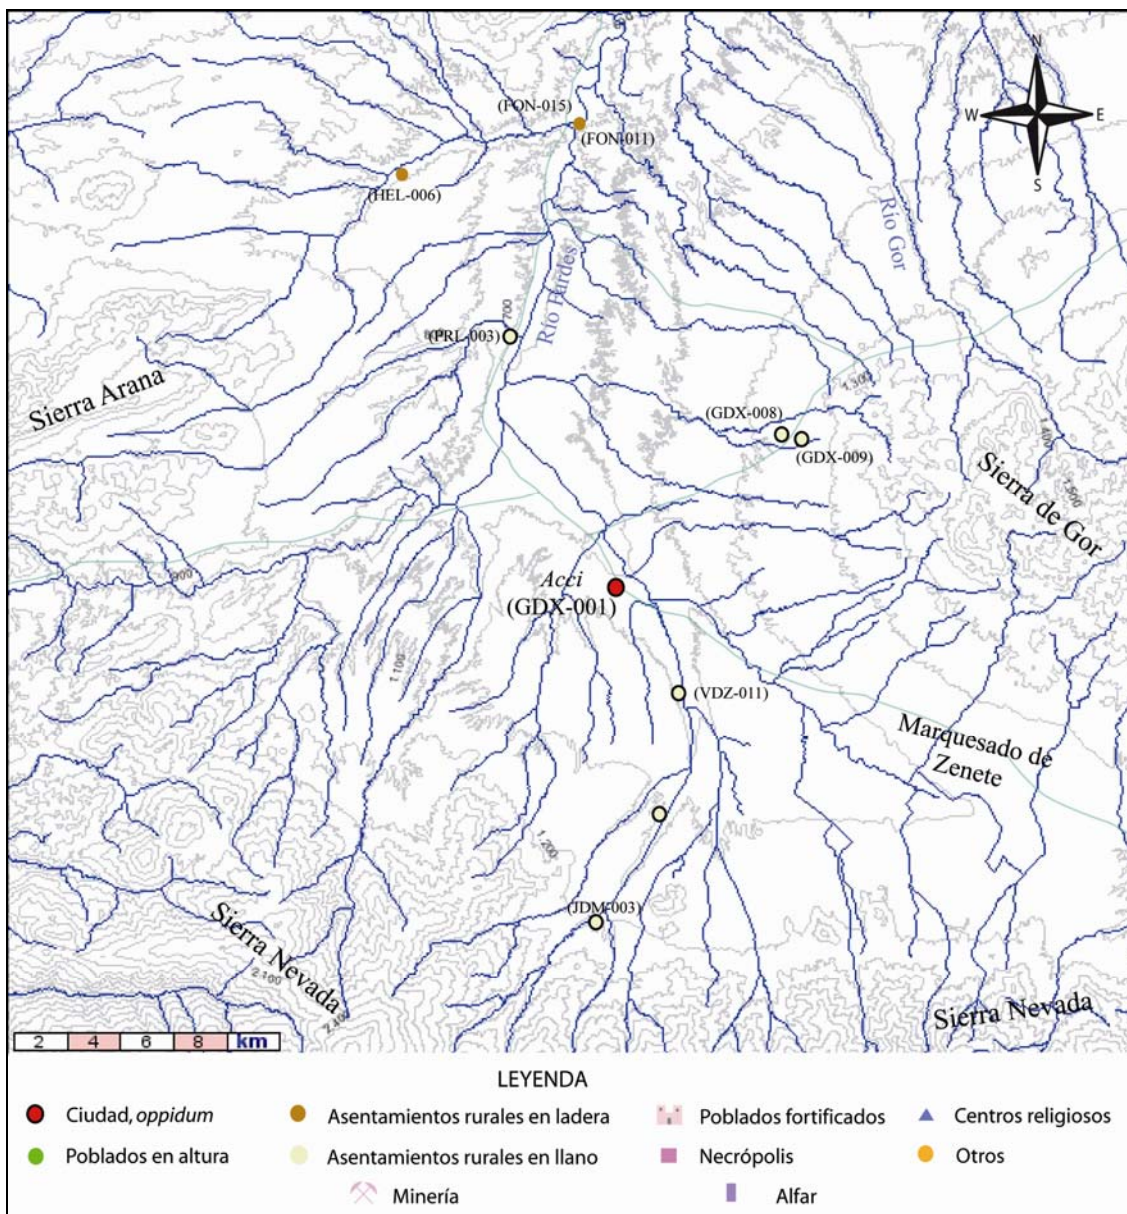 N
W
E
S
(FON-015)
(FON-011)
(HEL-006)
Río Gor
Río Fardes
700
(PRL-003)
Sierra Arana
1.300
(GDX-008)
(GDX-009)
1.400
1.500
Sierra de Gor
900
Acci
(GDX-001)
1.100
(VDZ-011)
Marquesado de
Zenete
1.200
(JDM-003)
Sierra Nevada
2.100
2.400
Sierra Nevada
2 4 6 8 km
LEYENDA
Ciudad, oppidum
Asentamientos rurales en ladera
Poblados fortificados
Centros religiosos
Poblados en altura
Asentamientos rurales en llano
Necrópolis
Otros
Minería
Alfar